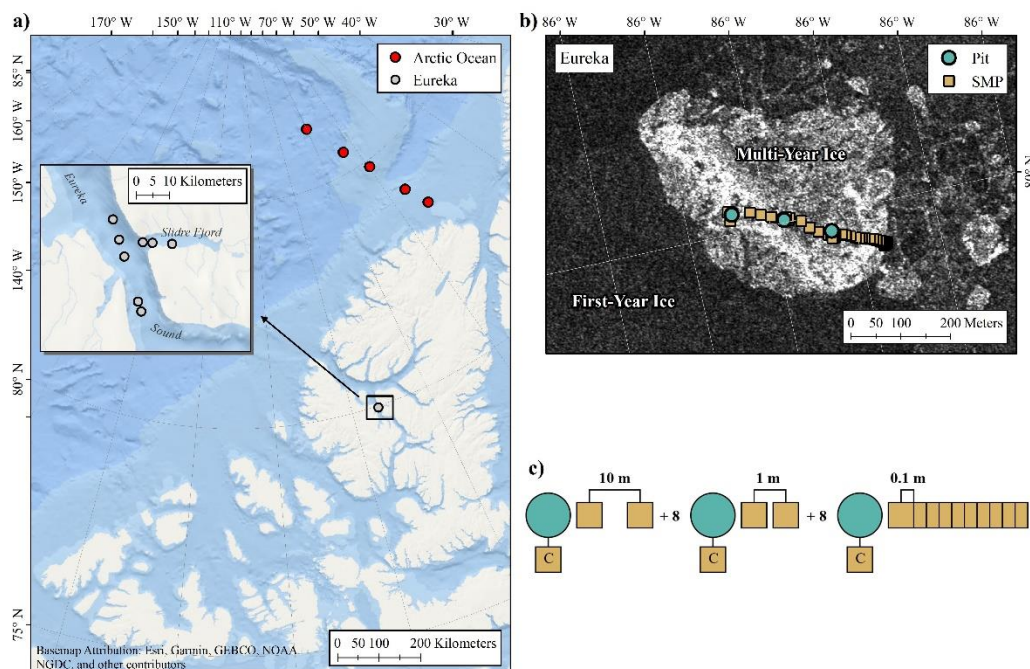 a)
170° W 160° W 150° W 130° W 110° W 90° W 70° W 50° W 40° W 30° W
Arctic Ocean
Eureka
85° N
160° W
150° W
140° W
80° N
75° N
0 5 10 Kilometers
Eureka
Slidre Fjord
Sound
0 50 100 200 Kilometers
Basemap Attribution: Esri, Garmin, GEBCO, NOAA
NGDC, and other contributors
b)
86° W 86° W 86° W 86° W 86° W 86° W
Eureka
Pit
SMP
Multi-Year Ice
First-Year Ice
0 50 100 200 Meters
c)
10 m 1 m 0.1 m
+ 8 + 8
C C C